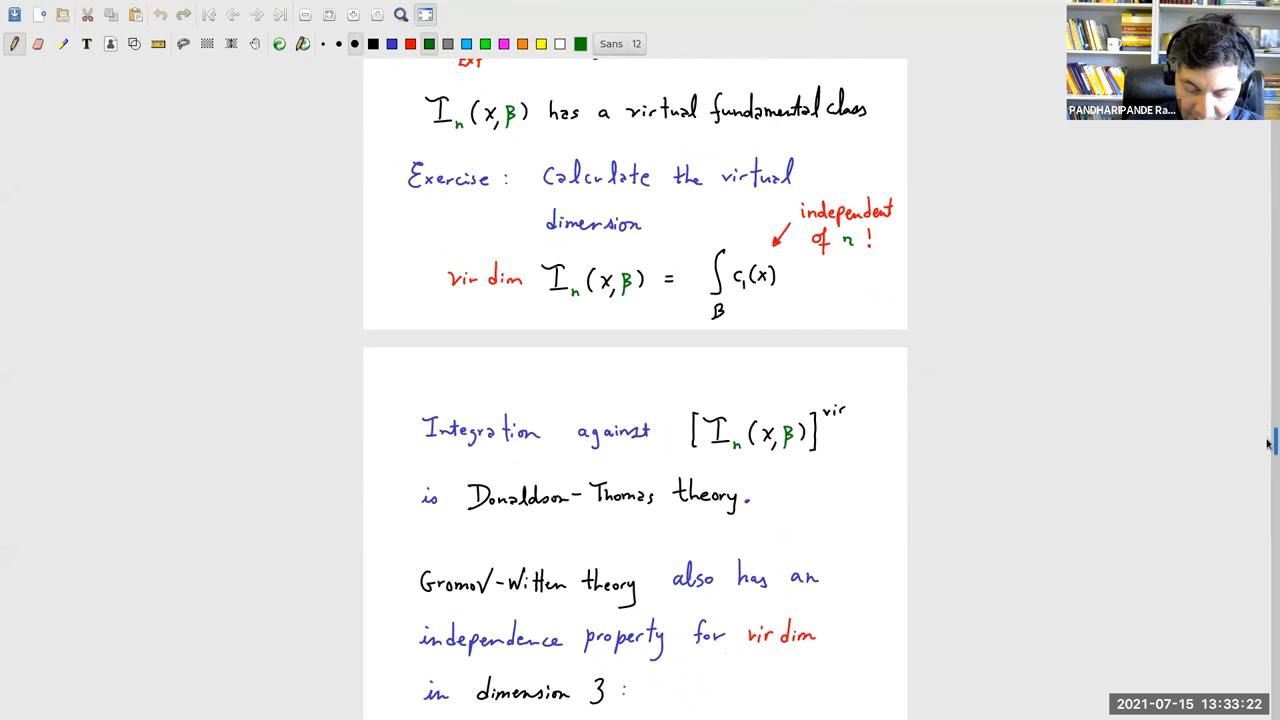 Sans 12
PANDHARIPANDE Ra...
Ext
I_n (X, β) has a virtual fundamental class
Exercise : Calculate the virtual
dimension
independent
of n !
vir dim I_n (X, β) = ∫_β c_1(X)
Integration against [I_n (X, β)]^vir
is Donaldson-Thomas theory.
Gromov-Witten theory also has an
independence property for vir dim
in dimension 3 :
2021-07-15 13:33:22